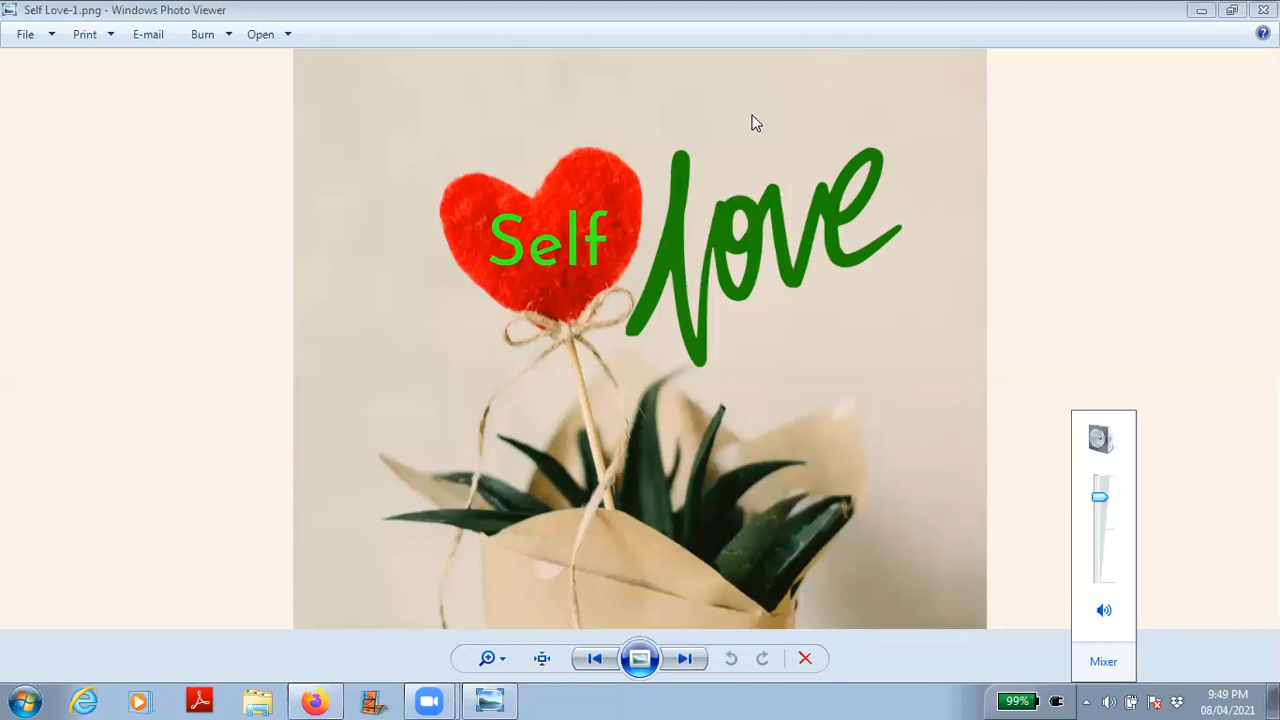 Self Love-1.png - Windows Photo Viewer
File Print E-mail Burn Open
Self love
Mixer
99%
9:49 PM
08/04/2021